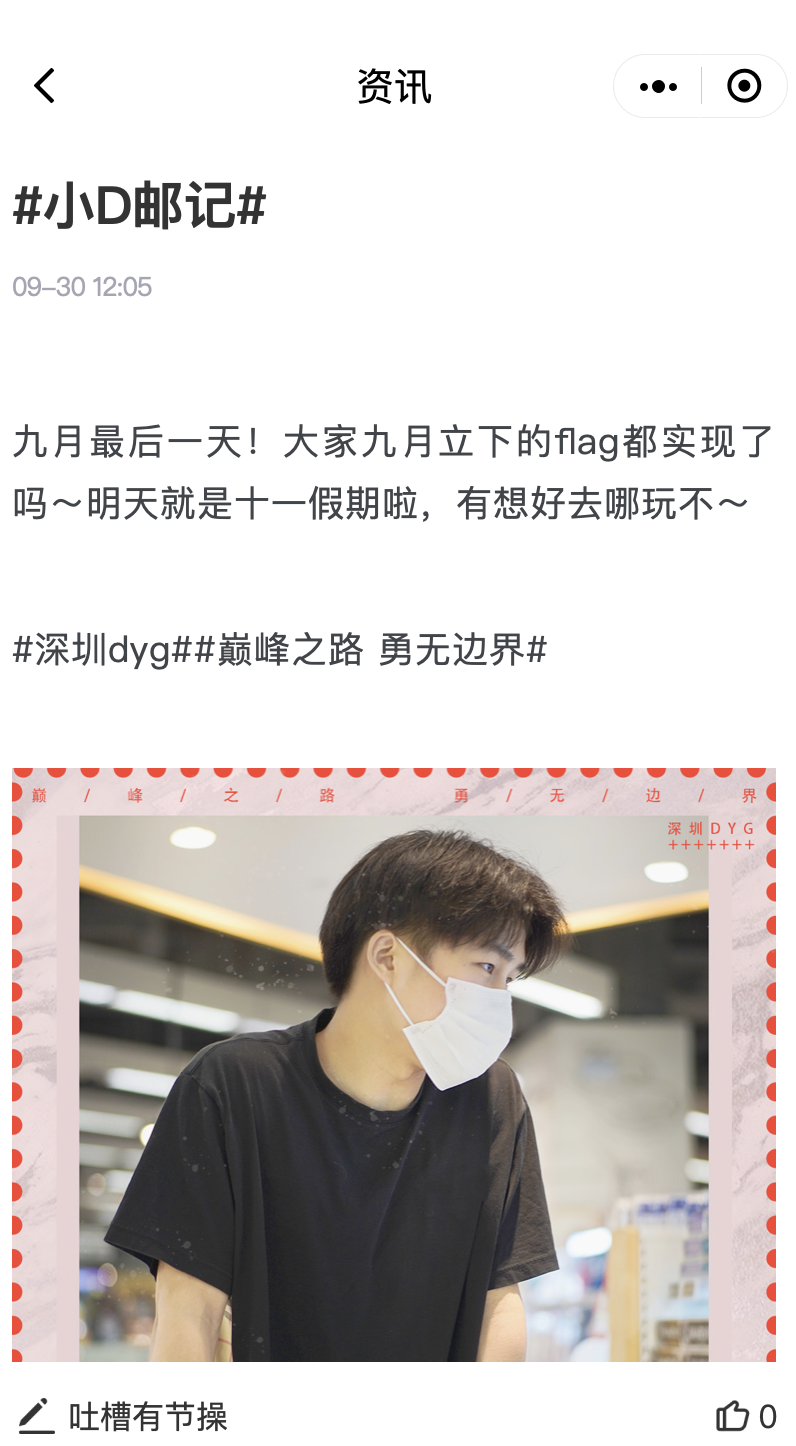 资讯
#小D邮记#
09-30 12:05
九月最后一天！大家九月立下的flag都实现了
吗～明天就是十一假期啦，有想好去哪玩不～
#深圳dyg##巅峰之路 勇无边界#
巅 / 峰 / 之 / 路 勇 / 无 / 边 / 界
深圳DYG
+++++++
吐槽有节操
0